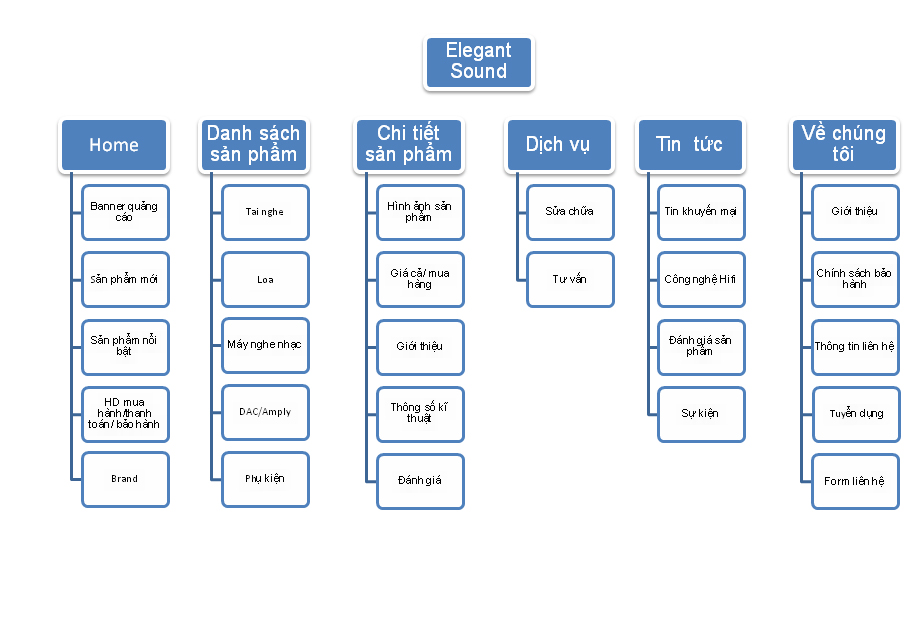 Elegant
Sound
Home
Banner quảng
cáo
Sản phẩm mới
Sản phẩm nổi
bật
HD mua
hành/thanh
toán/ bảo hành
Brand
Danh sách
sản phẩm
Tai nghe
Loa
Máy nghe nhạc
DAC/Amply
Phụ kiện
Chi tiết
sản phẩm
Hình ảnh sản
phẩm
Giá cả/ mua
hàng
Giới thiệu
Thông số kĩ
thuật
Đánh giá
Dịch vụ
Sửa chữa
Tư vấn
Tin tức
Tin khuyến mại
Công nghệ Hifi
Đánh giá sản
phẩm
Sự kiện
Về chúng
tôi
Giới thiệu
Chính sách bảo
hành
Thông tin liên hệ
Tuyển dụng
Form liên hệ